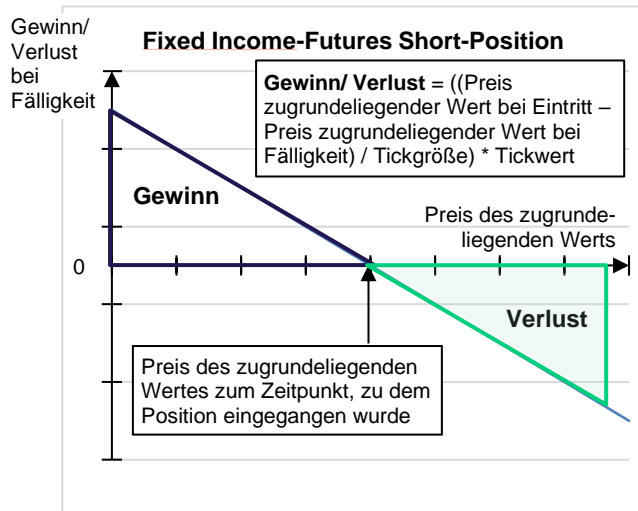 Gewinn/
Verlust
bei
Fälligkeit
Fixed Income-Futures Short-Position
Gewinn/ Verlust = ((Preis
zugrundeliegender Wert bei Eintritt –
Preis zugrundeliegender Wert bei
Fälligkeit) / Tickgröße) * Tickwert
Gewinn
Preis des zugrunde-
liegenden Werts
0
Verlust
Preis des zugrundeliegenden
Wertes zum Zeitpunkt, zu dem
Position eingegangen wurde